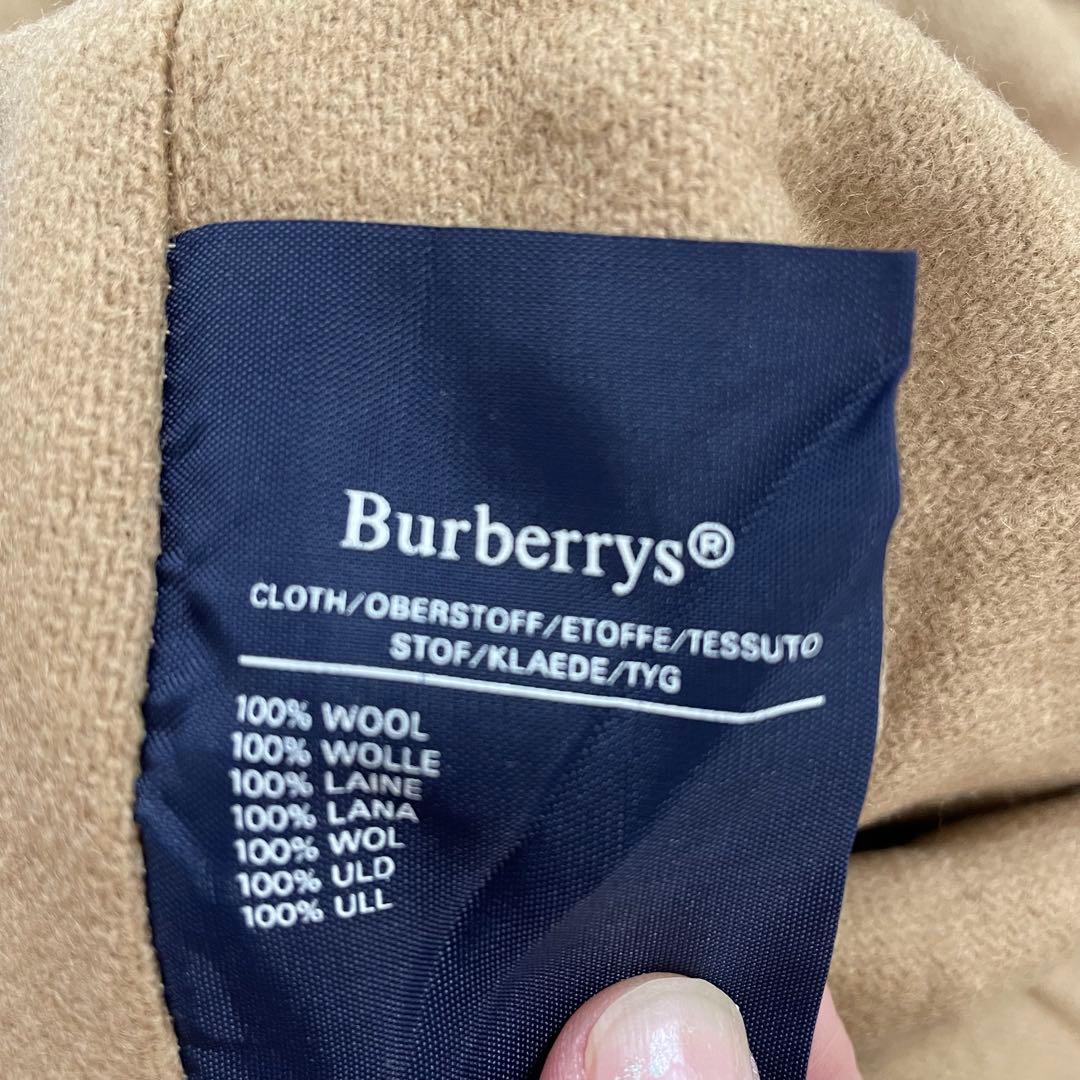 Burberrys®
CLOTH/OBERSTOFF/ETOFFE/TESSUTO
STOF/KLAEDE/TYG
100% WOOL
100% WOLLE
100% LAINE
100% LANA
100% WOL
100% ULD
100% ULL